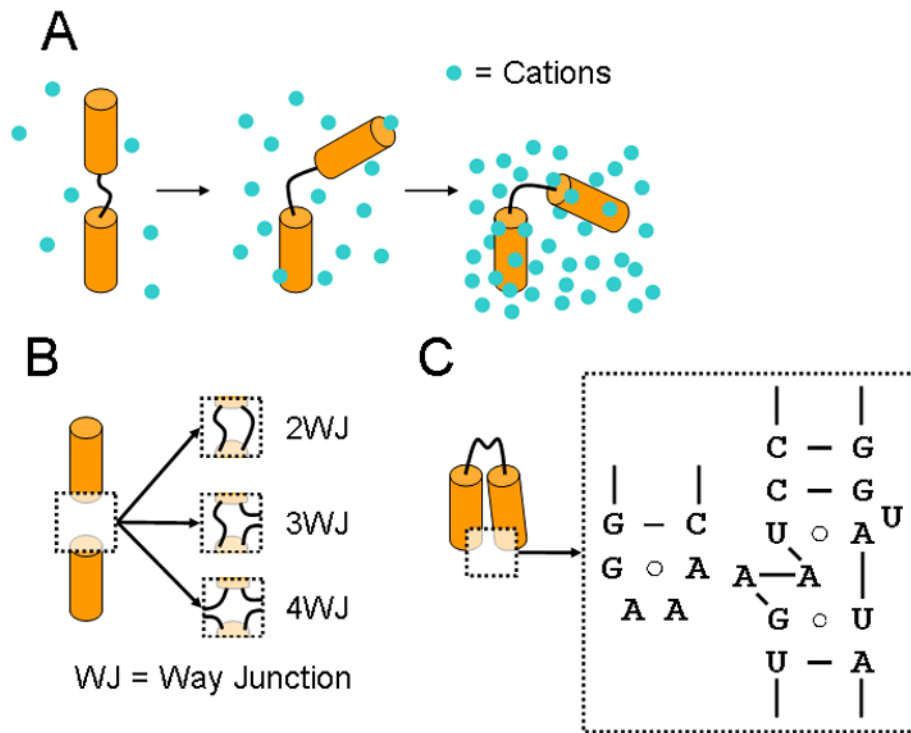 A
= Cations
B
2WJ
3WJ
4WJ
WJ = Way Junction
C
C – G
C – G
G – C
U ○ A U
G ○ A
A – A
A A
G ○ U
U – A